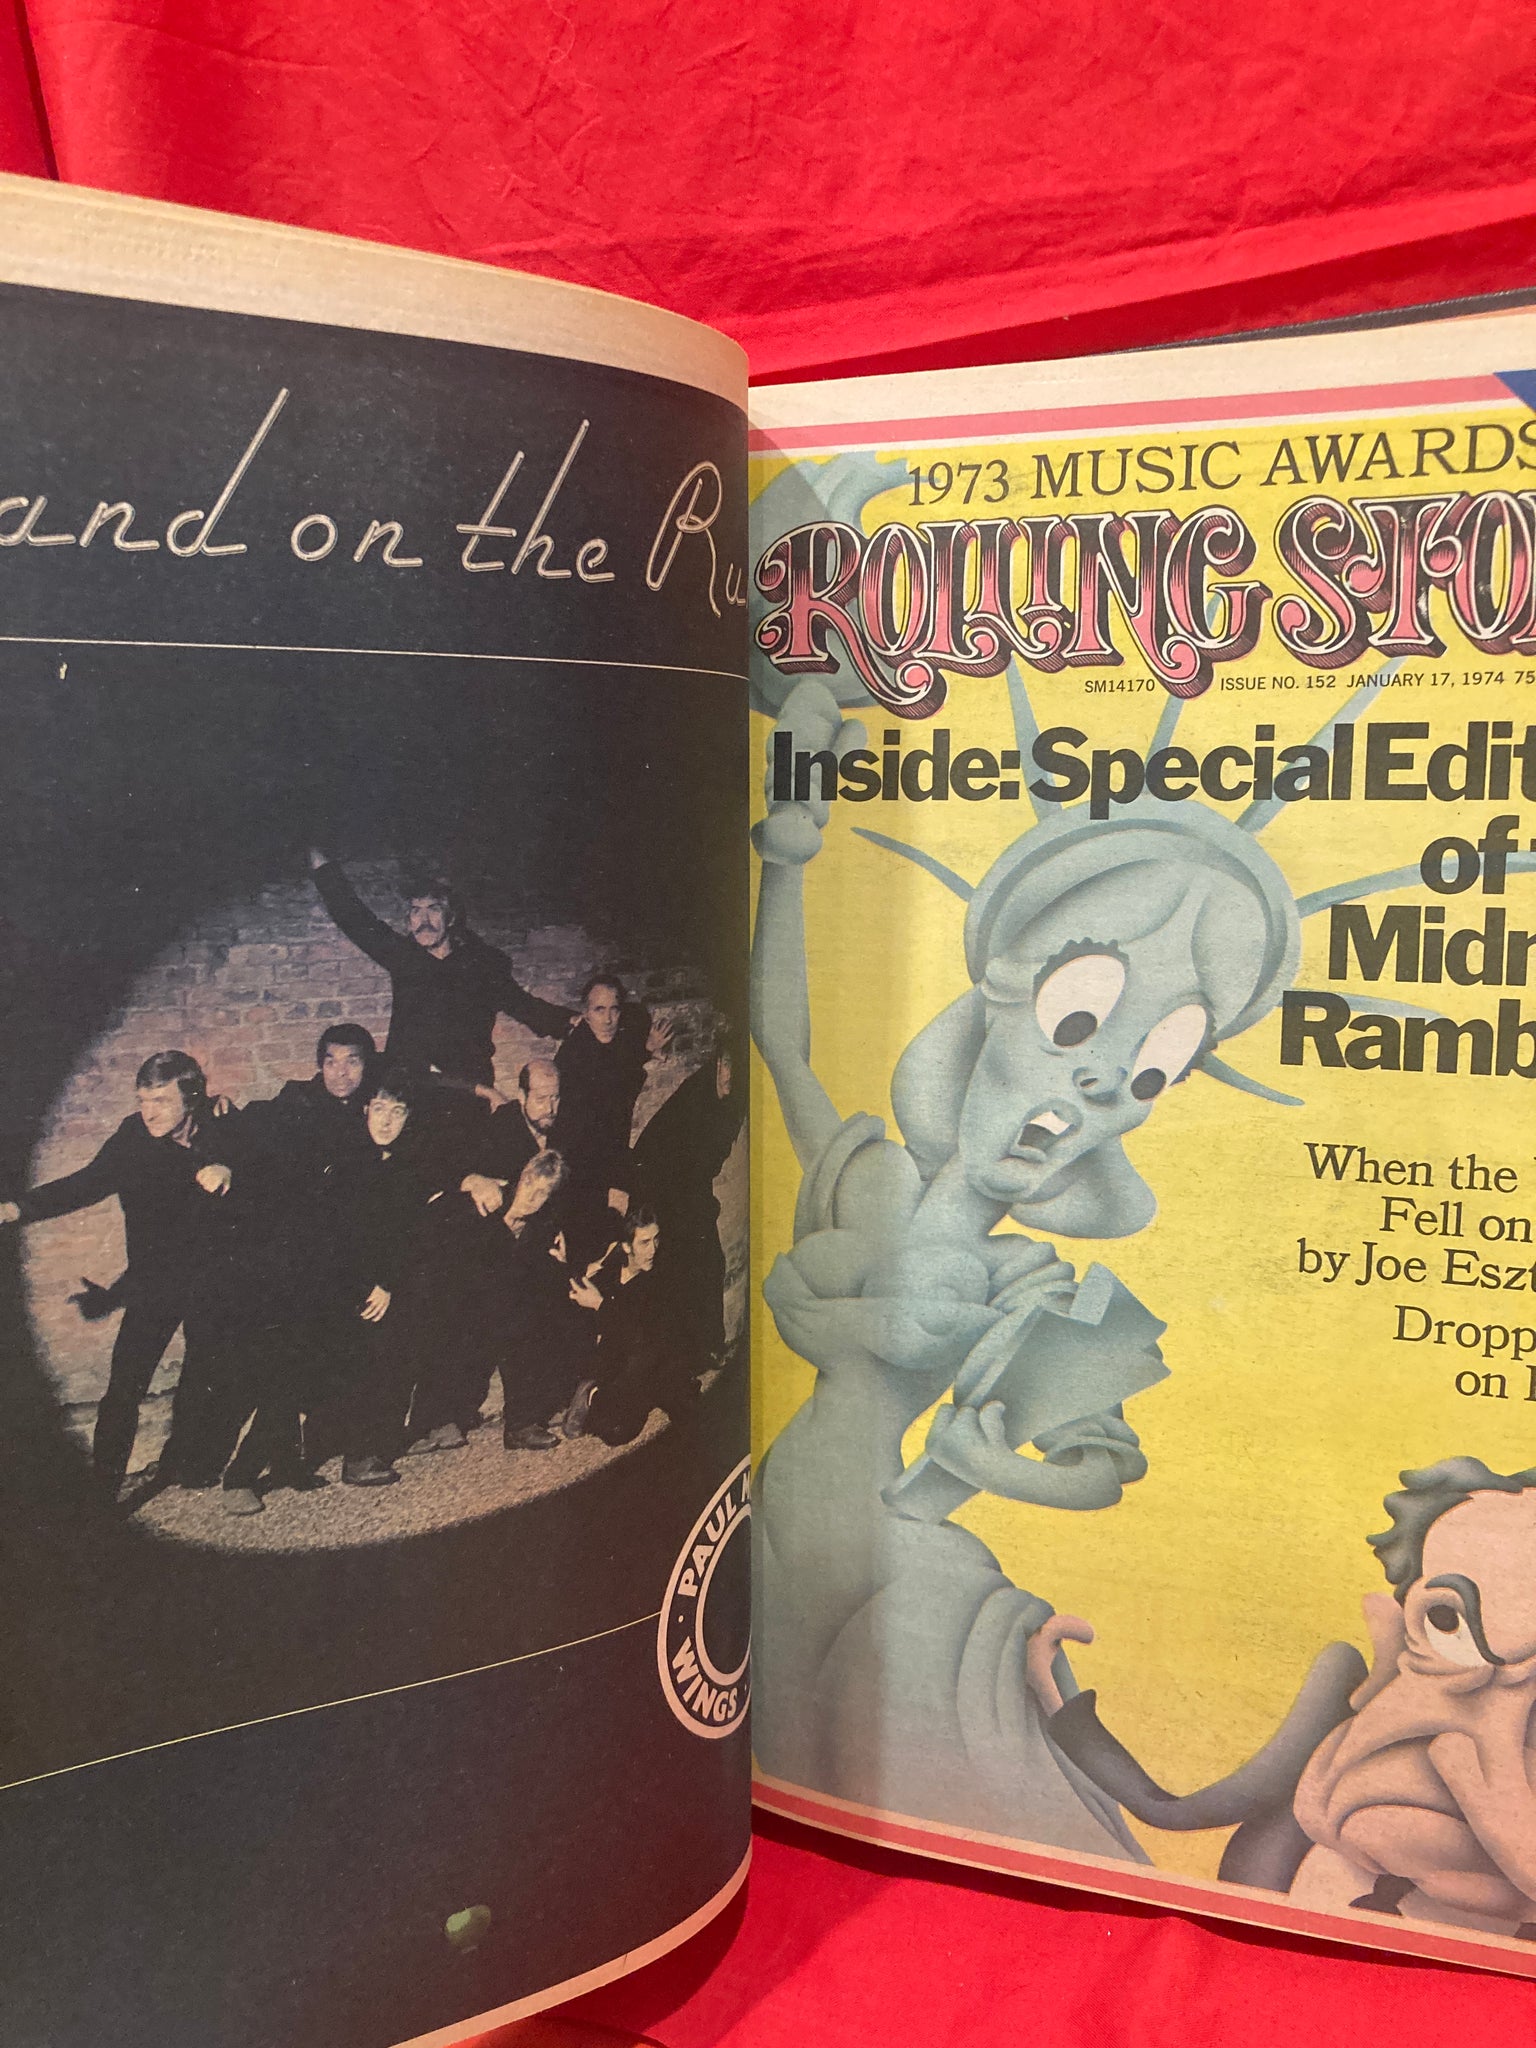 and on the Ru
PAUL M
WINGS
1973 MUSIC AWARDS
ROLLING STO
SM14170 ISSUE NO. 152 JANUARY 17, 1974 75
Inside: Special Edit
of
Midn
Ramb
When the
Fell on
by Joe Eszt
Dropp
on